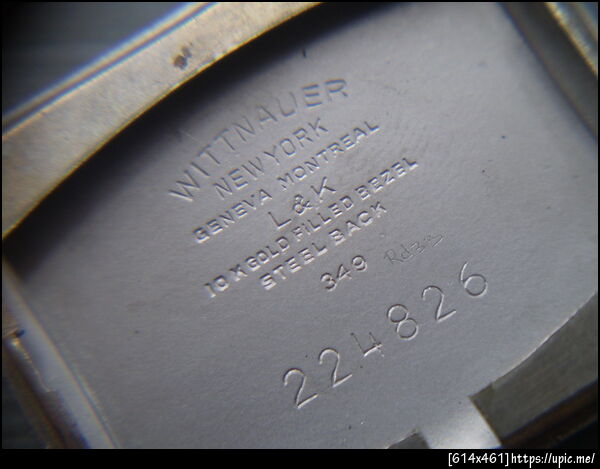 WITTNAUER
NEW YORK
GENEVA MONTREAL
L&K
10 X GOLD FILLED BEZEL
STEEL BACK
349
224826
[614x461]https://upic.me/